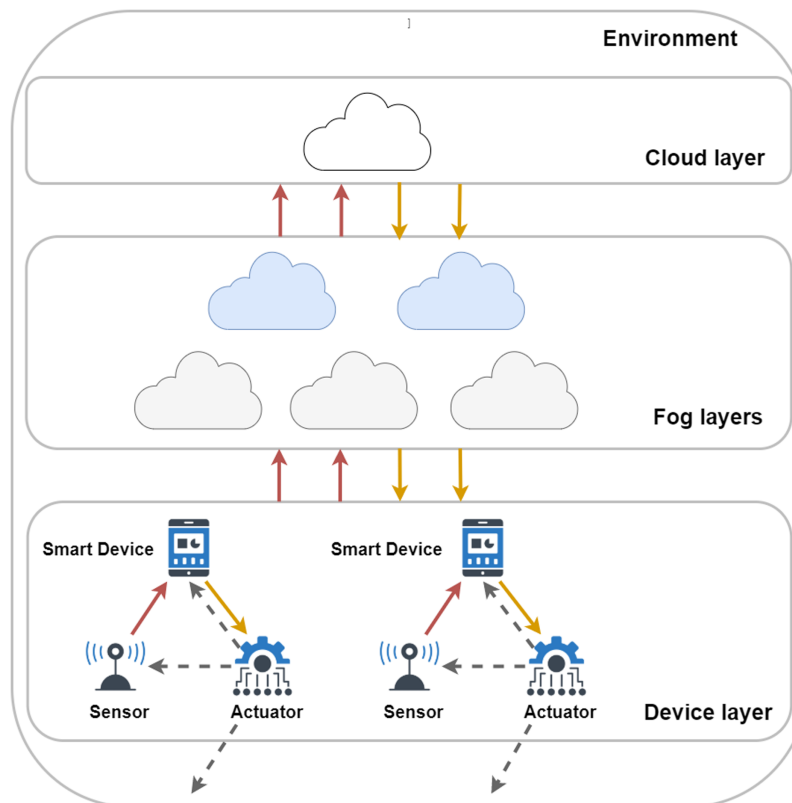 Environment
Cloud layer
Fog layers
Smart Device
Smart Device
Sensor
Actuator
Sensor
Actuator
Device layer